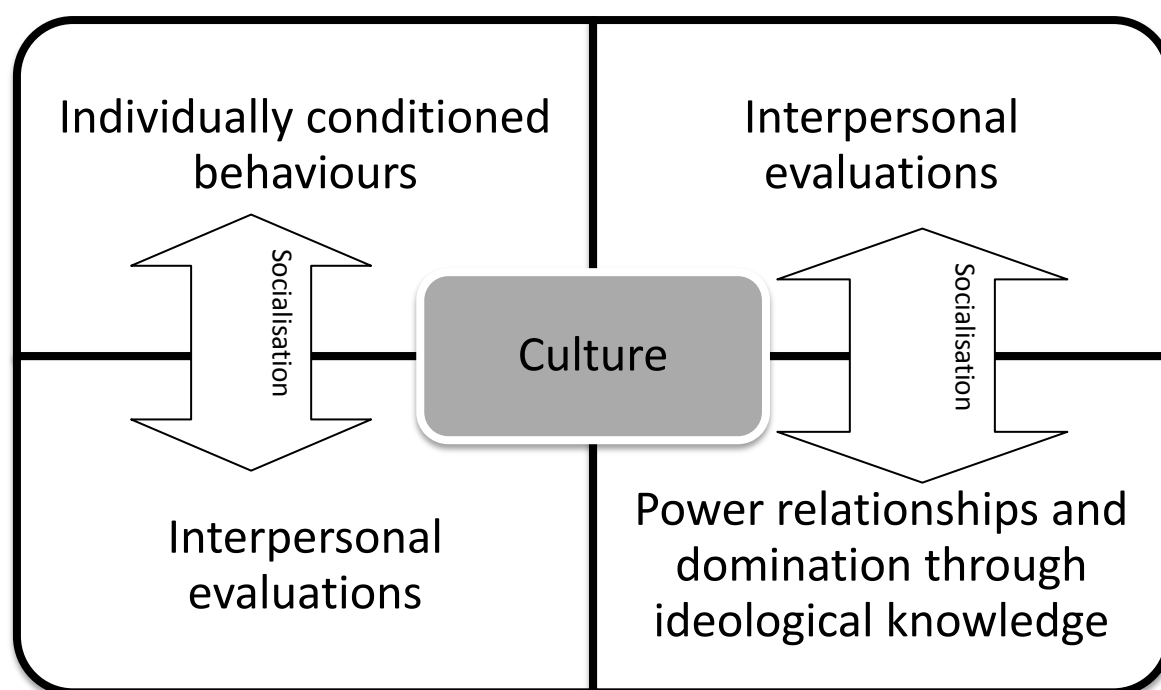 Individually conditioned
behaviours
Interpersonal
evaluations
Socialisation
Socialisation
Culture
Interpersonal
evaluations
Power relationships and
domination through
ideological knowledge